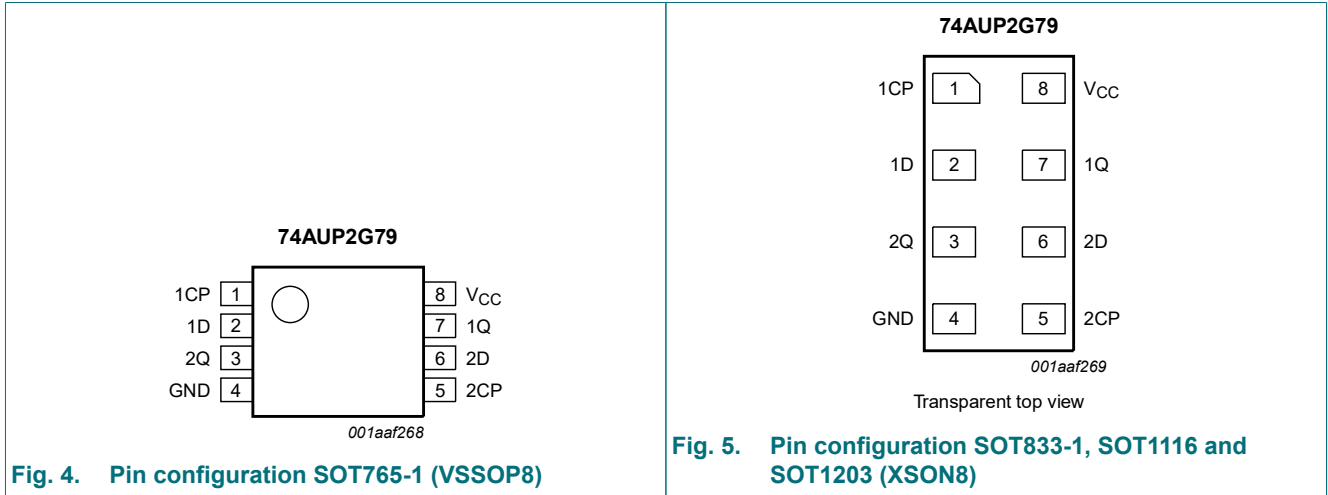 74AUP2G79
1CP 1 8 VCC
1D 2 7 1Q
2Q 3 6 2D
GND 4 5 2CP
001aaf268
Fig. 4. Pin configuration SOT765-1 (VSSOP8)
74AUP2G79
1CP 1 8 VCC
1D 2 7 1Q
2Q 3 6 2D
GND 4 5 2CP
001aaf269
Transparent top view
Fig. 5. Pin configuration SOT833-1, SOT1116 and
SOT1203 (XSON8)